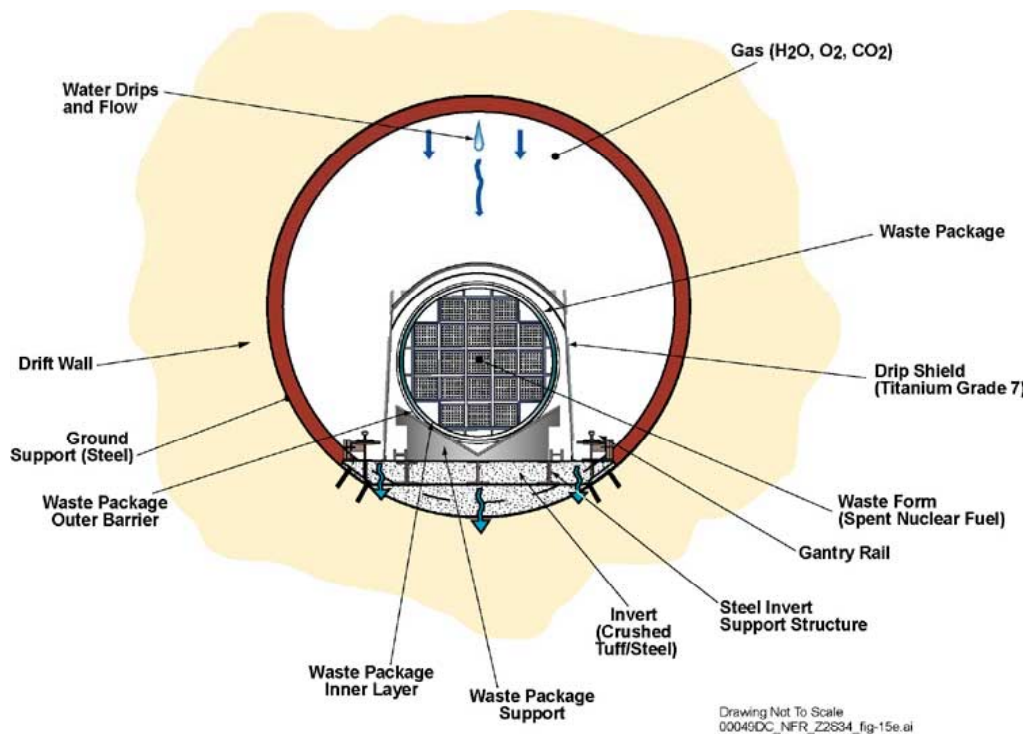 Gas (H2O, O2, CO2)
Water Drips
and Flow
Waste Package
Drift Wall
Drip Shield
(Titanium Grade 7)
Ground
Support (Steel)
Waste Package
Outer Barrier
Waste Form
(Spent Nuclear Fuel)
Gantry Rail
Steel Invert
Support Structure
Invert
(Crushed
Tuff/Steel)
Waste Package
Inner Layer
Waste Package
Support
Drawing Not To Scale
00049DC_NFR_Z2S34_fig-15e.ai